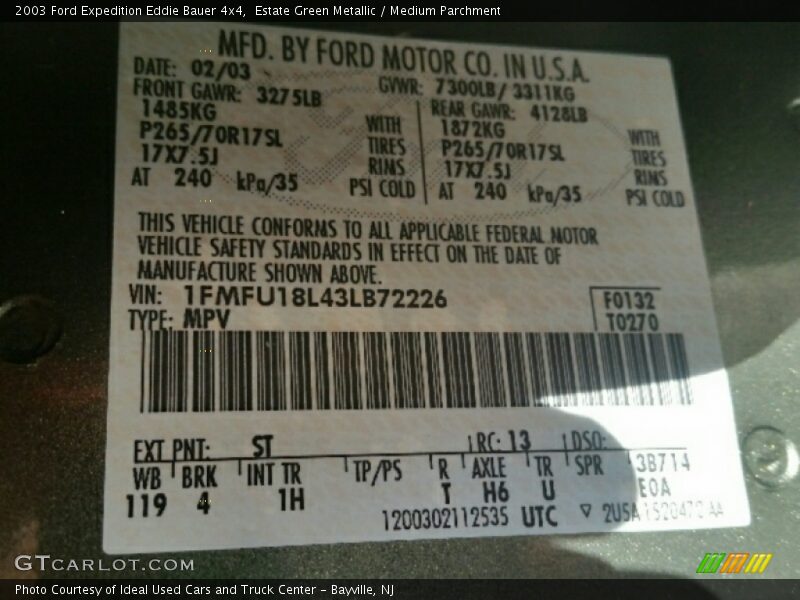 2003 Ford Expedition Eddie Bauer 4x4, Estate Green Metallic / Medium Parchment
MFD. BY FORD MOTOR CO. IN U.S.A.
DATE: 02/03 GVWR: 7300LB/ 3311KG
FRONT GAWR: 3275LB REAR GAWR: 4128LB
1485KG WITH 1872KG WITH
P265/70R17SL TIRES P265/70R17SL TIRES
17X7.5J RIMS 17X7.5J RIMS
AT 240 kPa/35 PSI COLD AT 240 kPa/35 PSI COLD
THIS VEHICLE CONFORMS TO ALL APPLICABLE FEDERAL MOTOR
VEHICLE SAFETY STANDARDS IN EFFECT ON THE DATE OF
MANUFACTURE SHOWN ABOVE.
VIN: 1FMFU18L43LB72226 F0132
TYPE: MPV T0270
EXT PNT: ST RC: 13 DSO:
WB BRK INT TR TP/PS R AXLE TR SPR 3B714
119 4 1H T H6 U E0A
1200302112535 UTC ▽ 2U5A 1520472 AA
GTCARLOT.COM
Photo Courtesy of Ideal Used Cars and Truck Center – Bayville, NJ